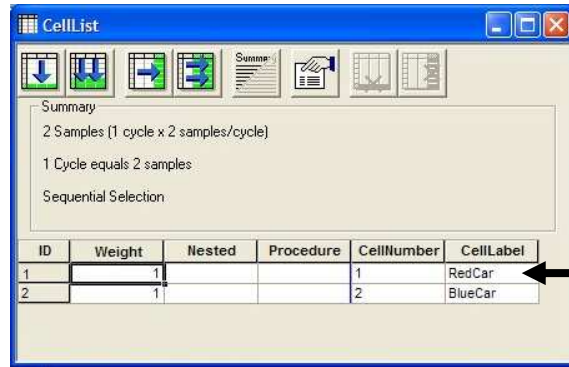 CellList
Summary
Summary
2 Samples (1 cycle x 2 samples/cycle)
1 Cycle equals 2 samples
Sequential Selection
ID Weight Nested Procedure CellNumber CellLabel
1 1 1 RedCar
2 1 2 BlueCar